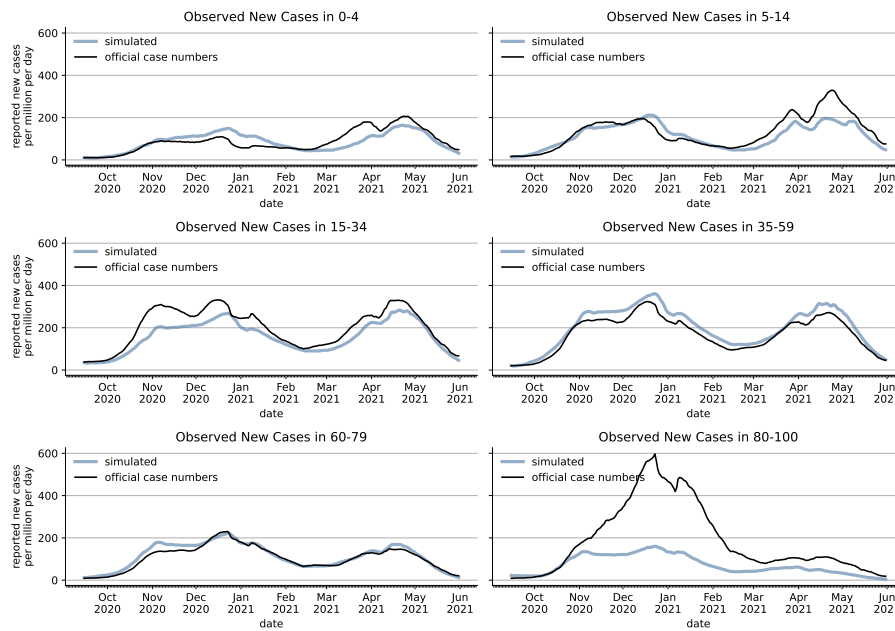 Observed New Cases in 0-4
reported new cases
per million per day
600
400
200
0
simulated
official case numbers
Oct
2020
Nov
2020
Dec
2020
Jan
2021
Feb
2021
Mar
2021
Apr
2021
May
2021
Jun
2021
date
Observed New Cases in 5-14
simulated
official case numbers
Oct
2020
Nov
2020
Dec
2020
Jan
2021
Feb
2021
Mar
2021
Apr
2021
May
2021
Jun
202
date
Observed New Cases in 15-34
reported new cases
per million per day
600
400
200
0
simulated
official case numbers
Oct
2020
Nov
2020
Dec
2020
Jan
2021
Feb
2021
Mar
2021
Apr
2021
May
2021
Jun
2021
date
Observed New Cases in 35-59
simulated
official case numbers
Oct
2020
Nov
2020
Dec
2020
Jan
2021
Feb
2021
Mar
2021
Apr
2021
May
2021
Jun
202
date
Observed New Cases in 60-79
reported new cases
per million per day
600
400
200
0
simulated
official case numbers
Oct
2020
Nov
2020
Dec
2020
Jan
2021
Feb
2021
Mar
2021
Apr
2021
May
2021
Jun
2021
date
Observed New Cases in 80-100
simulated
official case numbers
Oct
2020
Nov
2020
Dec
2020
Jan
2021
Feb
2021
Mar
2021
Apr
2021
May
2021
Jun
202
date